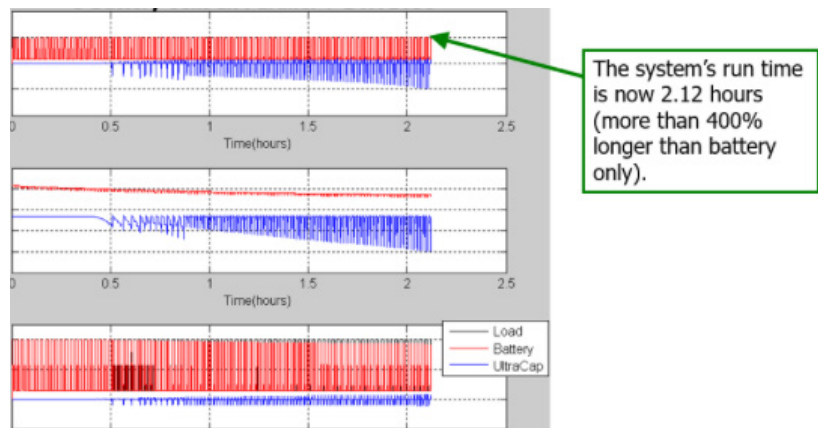 The system's run time
is now 2.12 hours
(more than 400%
longer than battery
only).
0 0.5 1 1.5 2 2.5
Time(hours)
0 0.5 1 1.5 2 2.5
Time(hours)
Load
Battery
UltraCap